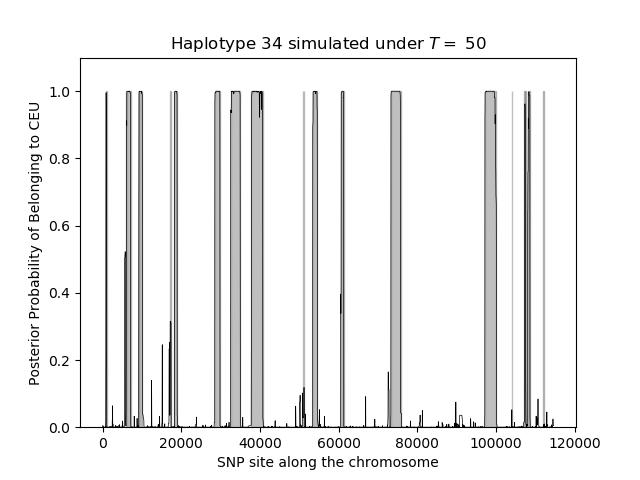 Haplotype 34 simulated under T = 50
Posterior Probability of Belonging to CEU
1.0
0.8
0.6
0.4
0.2
0.0
0 20000 40000 60000 80000 100000 120000
SNP site along the chromosome